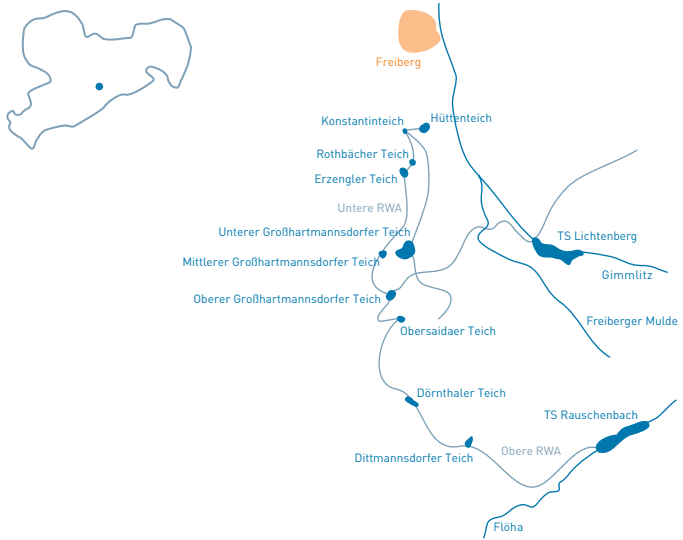 Freiberg
Hüttenteich
Konstantinteich
Rothbächer Teich
Erzengler Teich
Untere RWA
Unterer Großhartmannsdorfer Teich
TS Lichtenberg
Mittlerer Großhartmannsdorfer Teich
Gimmlitz
Oberer Großhartmannsdorfer Teich
Freiberger Mulde
Obersaidaer Teich
Dörnthaler Teich
TS Rauschenbach
Obere RWA
Dittmannsdorfer Teich
Flöha